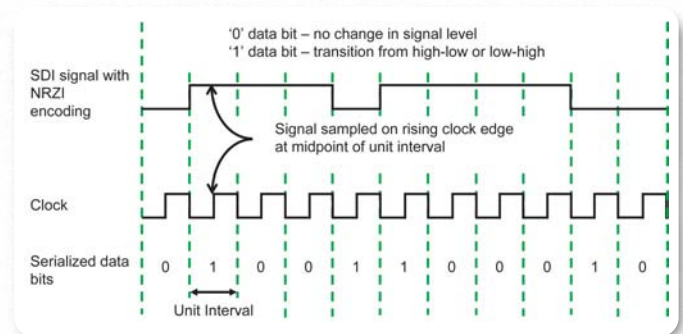 ‘0’ data bit – no change in signal level
‘1’ data bit – transition from high-low or low-high
SDI signal with
NRZI
encoding
Signal sampled on rising clock edge
at midpoint of unit interval
Clock
Serialized data
bits
0 1 0 0 1 1 0 0 0 1 0
Unit Interval